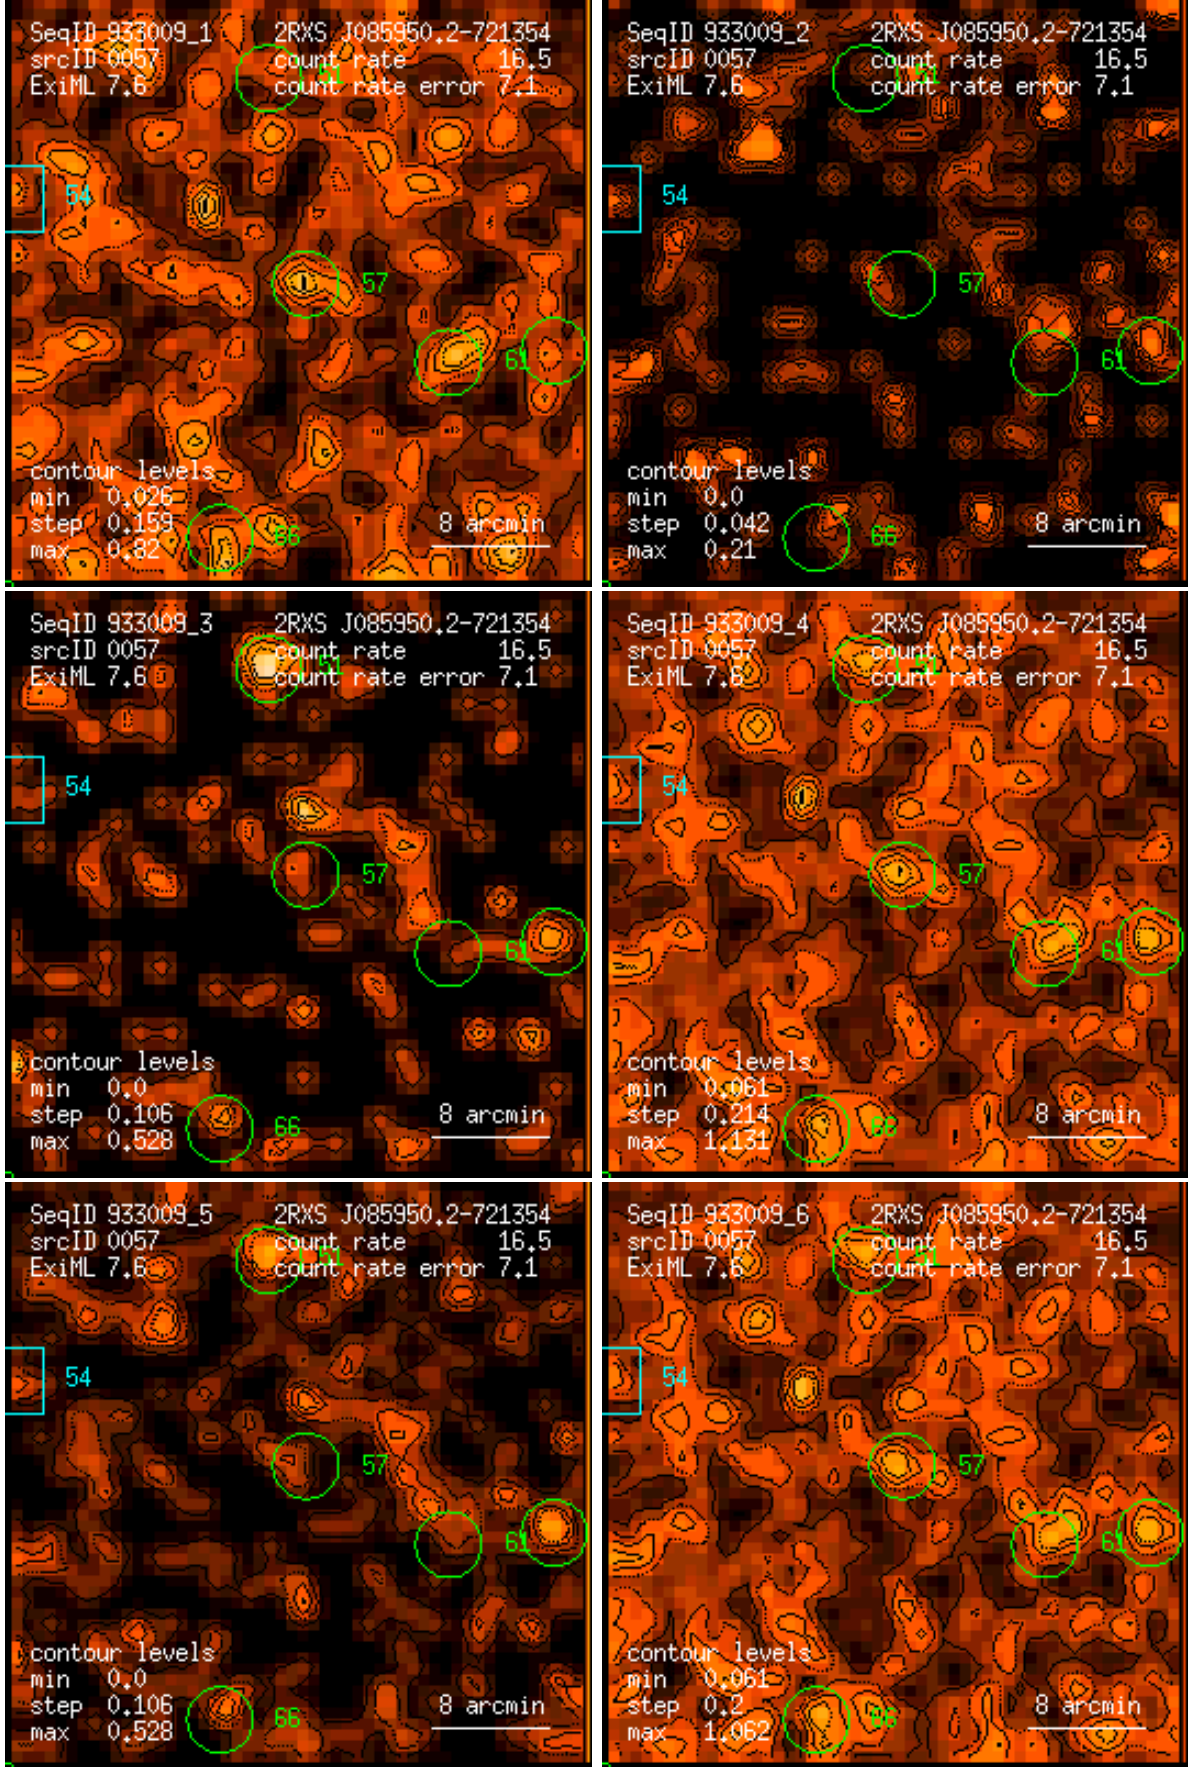 SeqID 933009_1 2RXS J085950.2-721354
srcID 0057 count rate 16.5
ExiML 7.6 51 count rate error 7.1
54
57
61
contour levels
min 0.026
step 0.159 66 8 arcmin
max 0.82
SeqID 933009_2 2RXS J085950.2-721354
srcID 0057 count rate 16.5
ExiML 7.6 51 count rate error 7.1
54
57
61
contour levels
min 0.0
step 0.042 66 8 arcmin
max 0.21
SeqID 933009_3 2RXS J085950.2-721354
srcID 0057 count rate 16.5
ExiML 7.6 51 count rate error 7.1
54
57
61
contour levels
min 0.0
step 0.106 66 8 arcmin
max 0.528
SeqID 933009_4 2RXS J085950.2-721354
srcID 0057 count rate 16.5
ExiML 7.6 51 count rate error 7.1
54
57
61
contour levels
min 0.061
step 0.214 66 8 arcmin
max 1.131
SeqID 933009_5 2RXS J085950.2-721354
srcID 0057 count rate 16.5
ExiML 7.6 51 count rate error 7.1
54
57
61
contour levels
min 0.0
step 0.106 66 8 arcmin
max 0.528
SeqID 933009_6 2RXS J085950.2-721354
srcID 0057 count rate 16.5
ExiML 7.6 51 count rate error 7.1
54
57
61
contour levels
min 0.061
step 0.2 66 8 arcmin
max 1.062